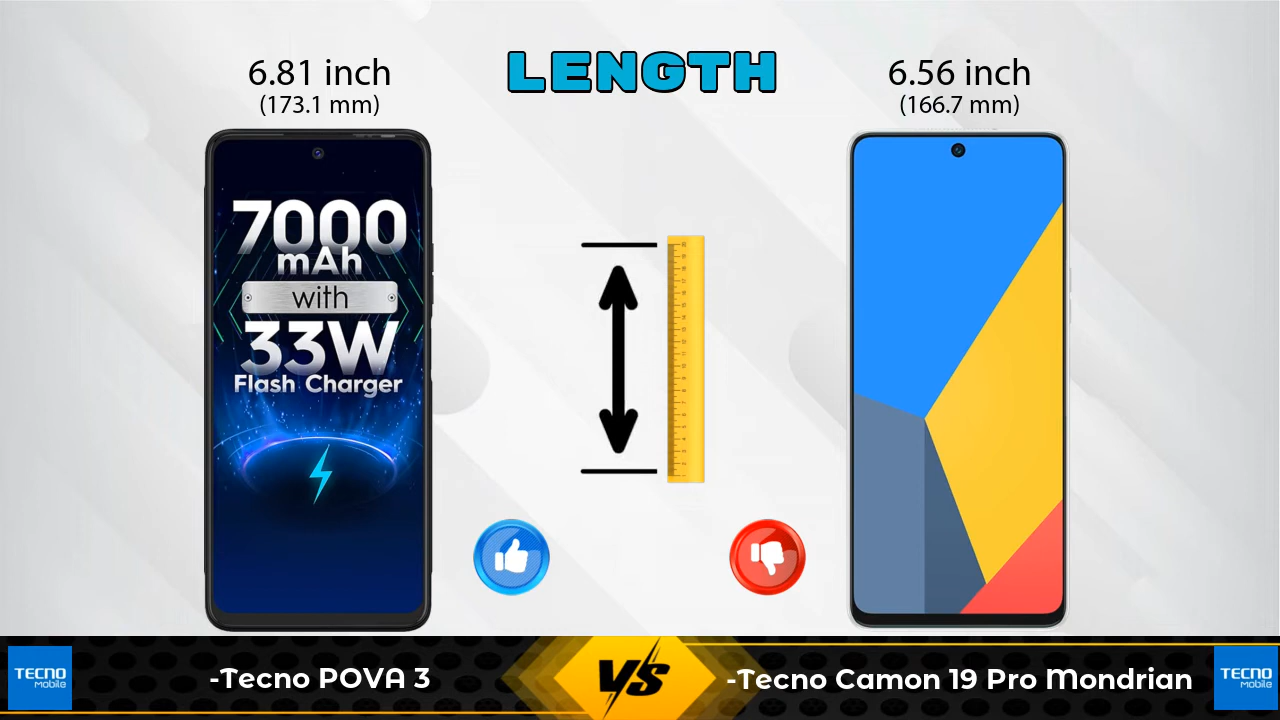 LENGTH
6.81 inch
(173.1 mm)
6.56 inch
(166.7 mm)
7000
mAh
with
33W
Flash Charger
TECNO
mobile
-Tecno POVA 3
VS
-Tecno Camon 19 Pro Mondrian
TECNO
mobile